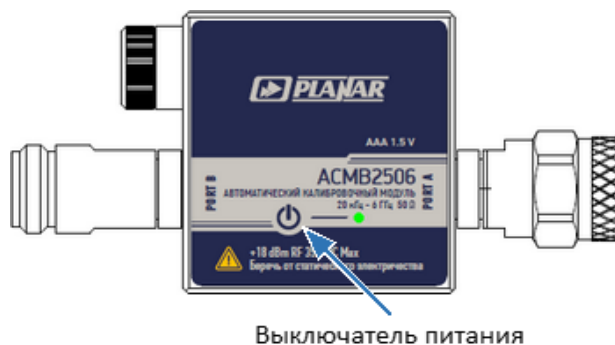 PLANAR
AAA 1.5 V
ACMB2506
PORT B
PORT A
АВТОМАТИЧЕСКИЙ КАЛИБРОВОЧНЫЙ МОДУЛЬ
20 кГц – 6 ГГц 50 Ω
+18 dBm RF Max
Беречь от статического электричества
Выключатель питания